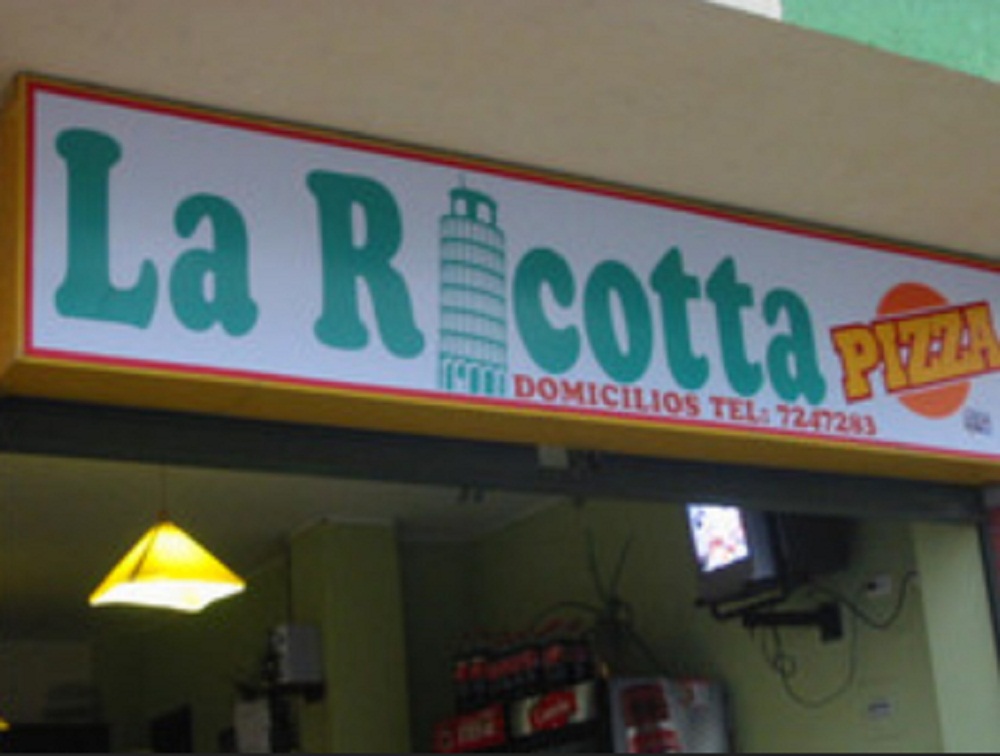 La Ricotta
DOMICILIOS TEL: 7247283
PIZZA